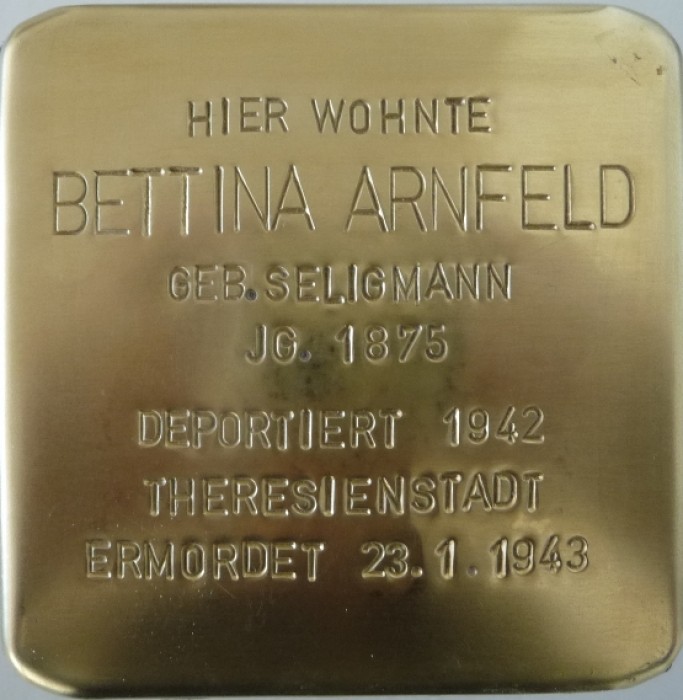 HIER WOHNTE
BETTINA ARNFELD
GEB. SELIGMANN
JG. 1875
DEPORTIERT 1942
THERESIENSTADT
ERMORDET 23.1.1943